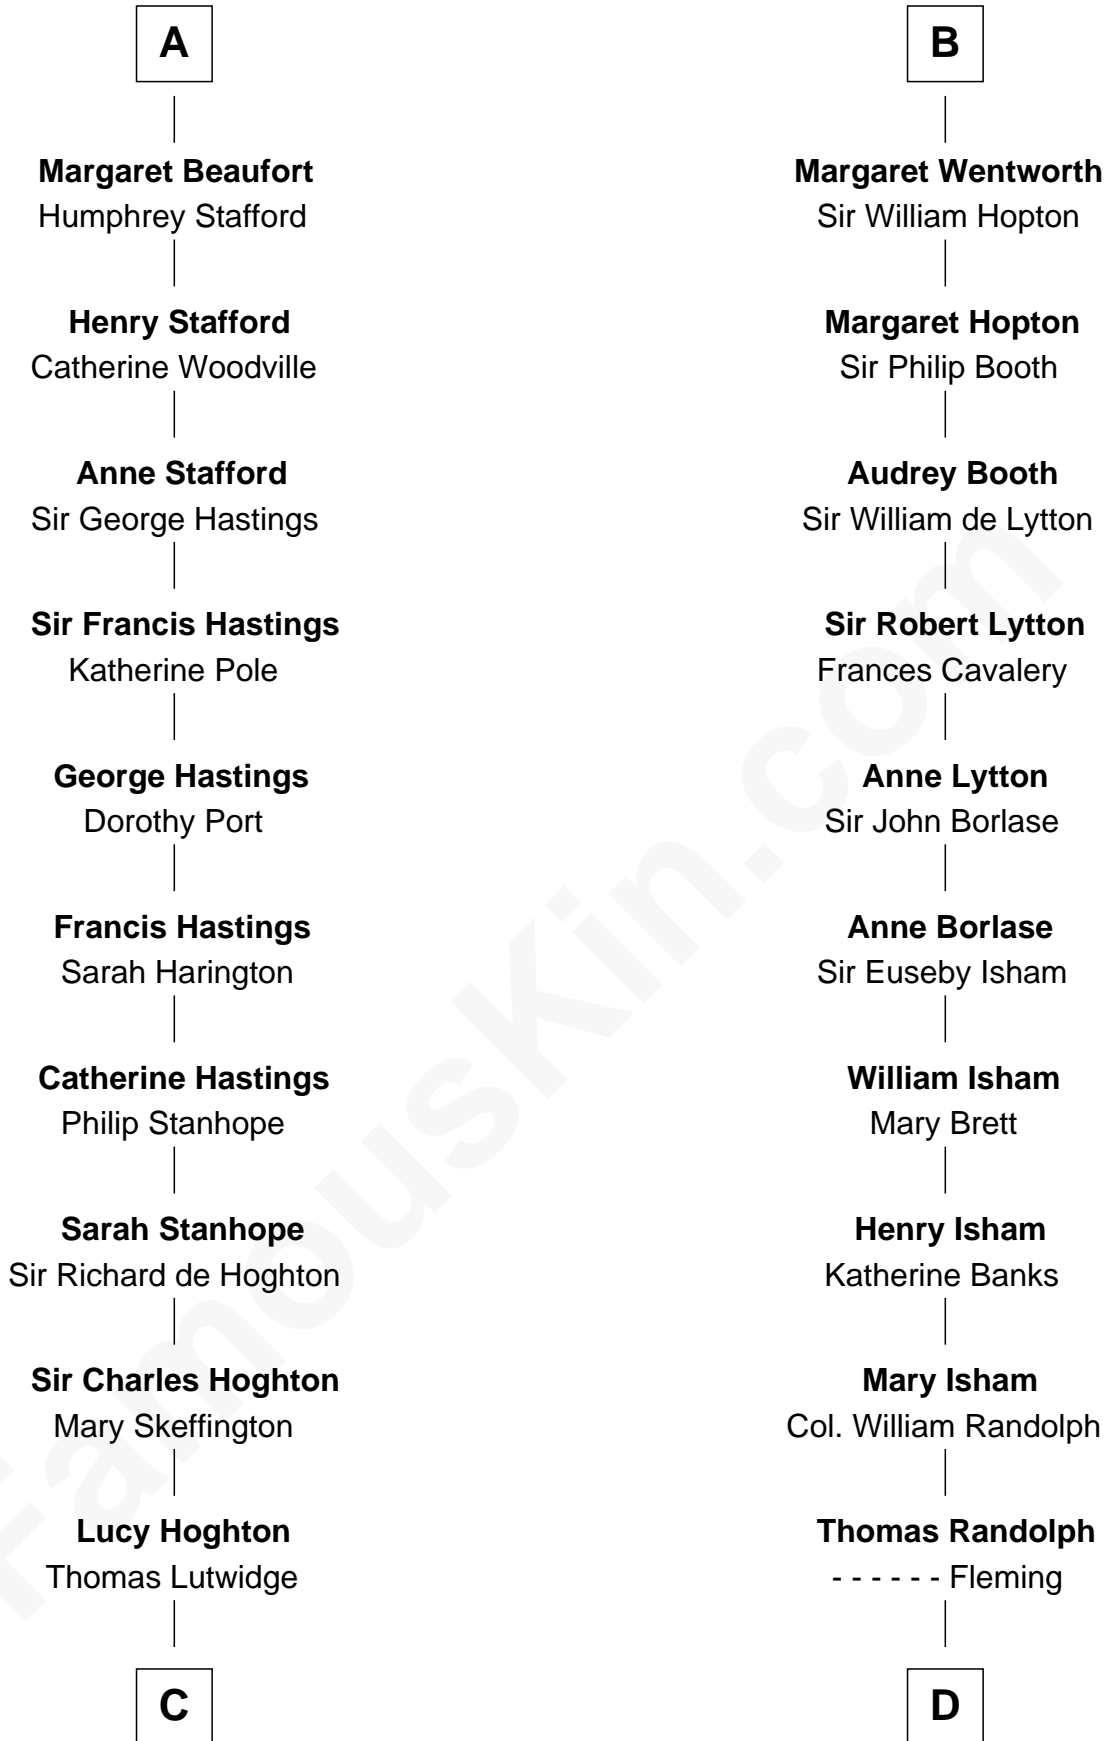 A
Margaret Beaufort
Humphrey Stafford
Henry Stafford
Catherine Woodville
Anne Stafford
Sir George Hastings
Sir Francis Hastings
Katherine Pole
George Hastings
Dorothy Port
Francis Hastings
Sarah Harington
Catherine Hastings
Philip Stanhope
Sarah Stanhope
Sir Richard de Hoghton
Sir Charles Hoghton
Mary Skeffington
Lucy Hoghton
Thomas Lutwidge
C
B
Margaret Wentworth
Sir William Hopton
Margaret Hopton
Sir Philip Booth
Audrey Booth
Sir William de Lytton
Sir Robert Lytton
Frances Cavalery
Anne Lytton
Sir John Borlase
Anne Borlase
Sir Euseby Isham
William Isham
Mary Brett
Henry Isham
Katherine Banks
Mary Isham
Col. William Randolph
Thomas Randolph
- - - - - - Fleming
D
FamousKin.com